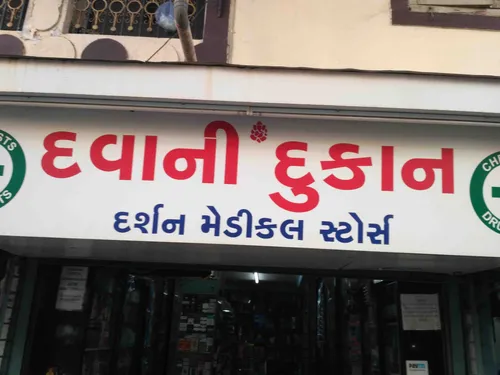 દવાની દુકાન
દર્શન મેડીકલ સ્ટોર્સ